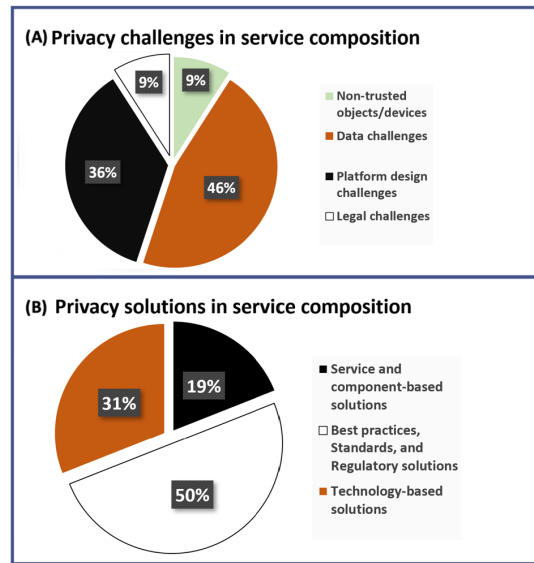 (A) Privacy challenges in service composition
9%
9%
36%
46%
Non-trusted
objects/devices
Data challenges
Platform design
challenges
Legal challenges
(B) Privacy solutions in service composition
31%
19%
50%
Service and
component-based
solutions
Best practices,
Standards, and
Regulatory solutions
Technology-based
solutions